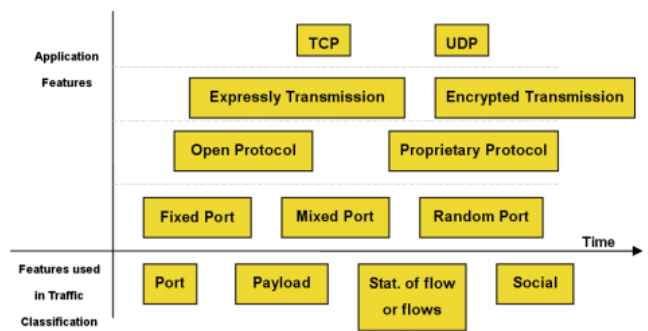 TCP
UDP
Application
Features
Expressly Transmission
Encrypted Transmission
Open Protocol
Proprietary Protocol
Fixed Port
Mixed Port
Random Port
Time
Features used
in Traffic
Classification
Port
Payload
Stat. of flow
or flows
Social